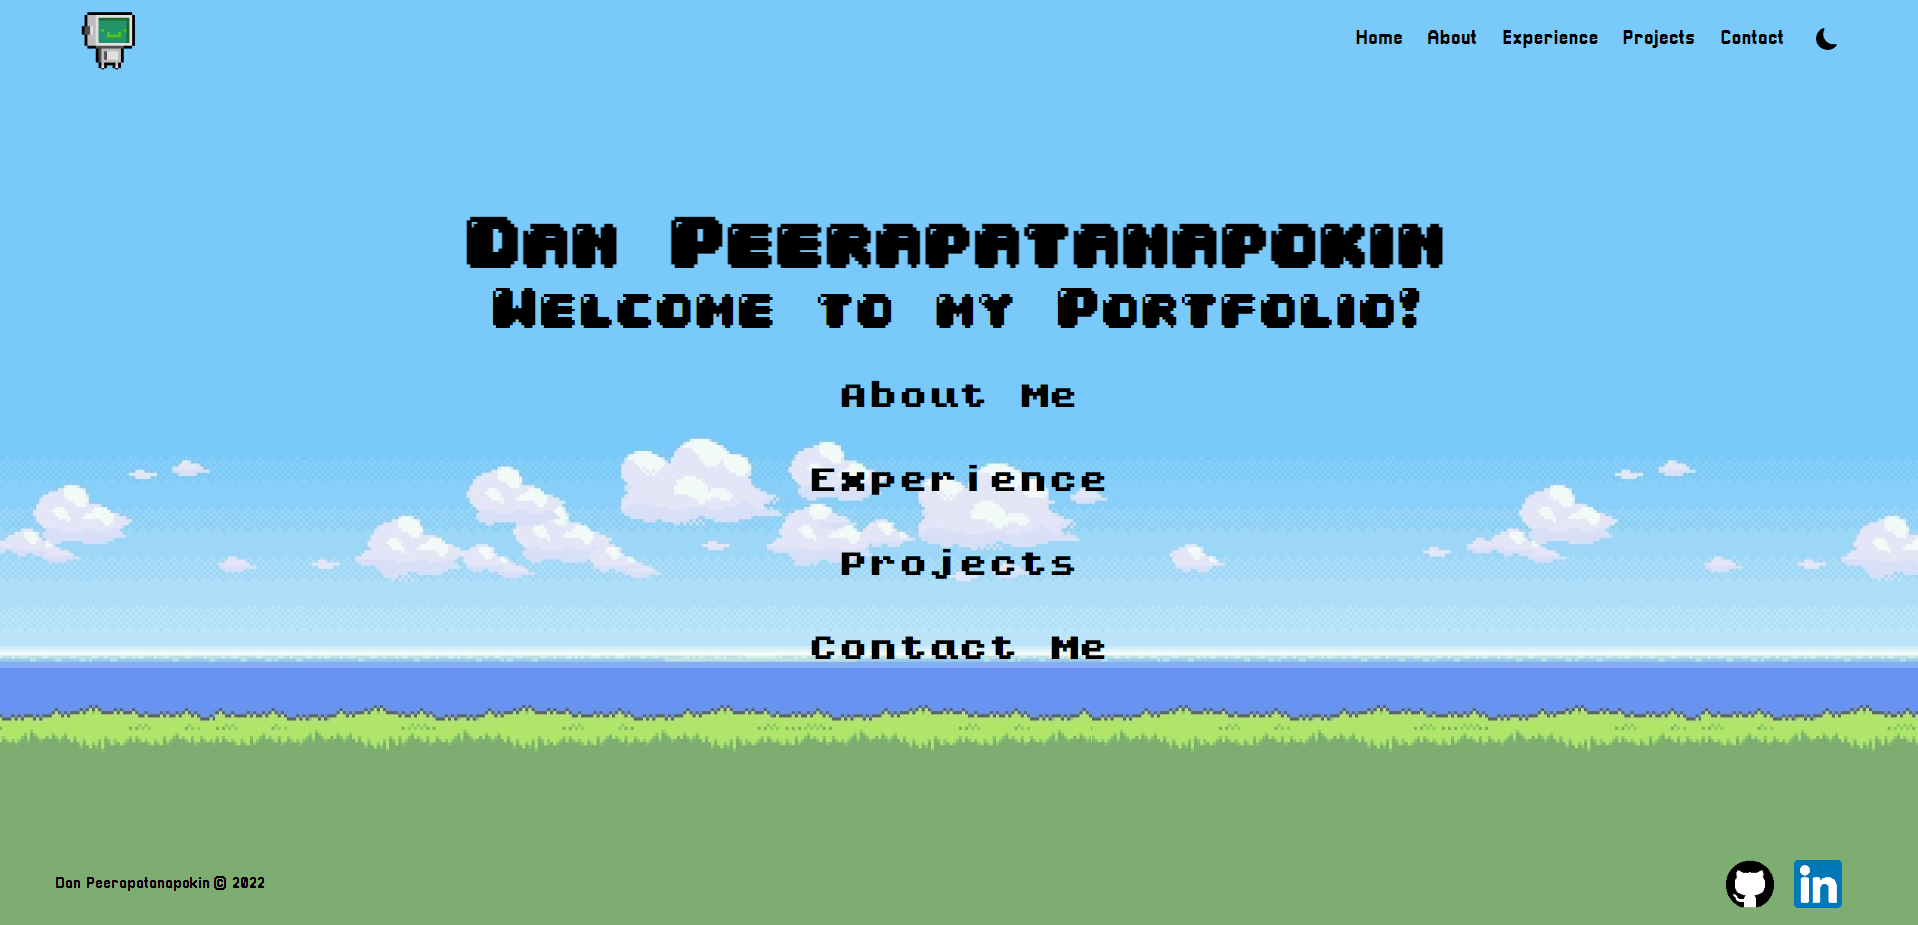 Home About Experience Projects Contact
Dan Peerapatanapokin
Welcome to my Portfolio!
About Me
Experience
Projects
Contact Me
Dan Peerapatanapokin © 2022
in